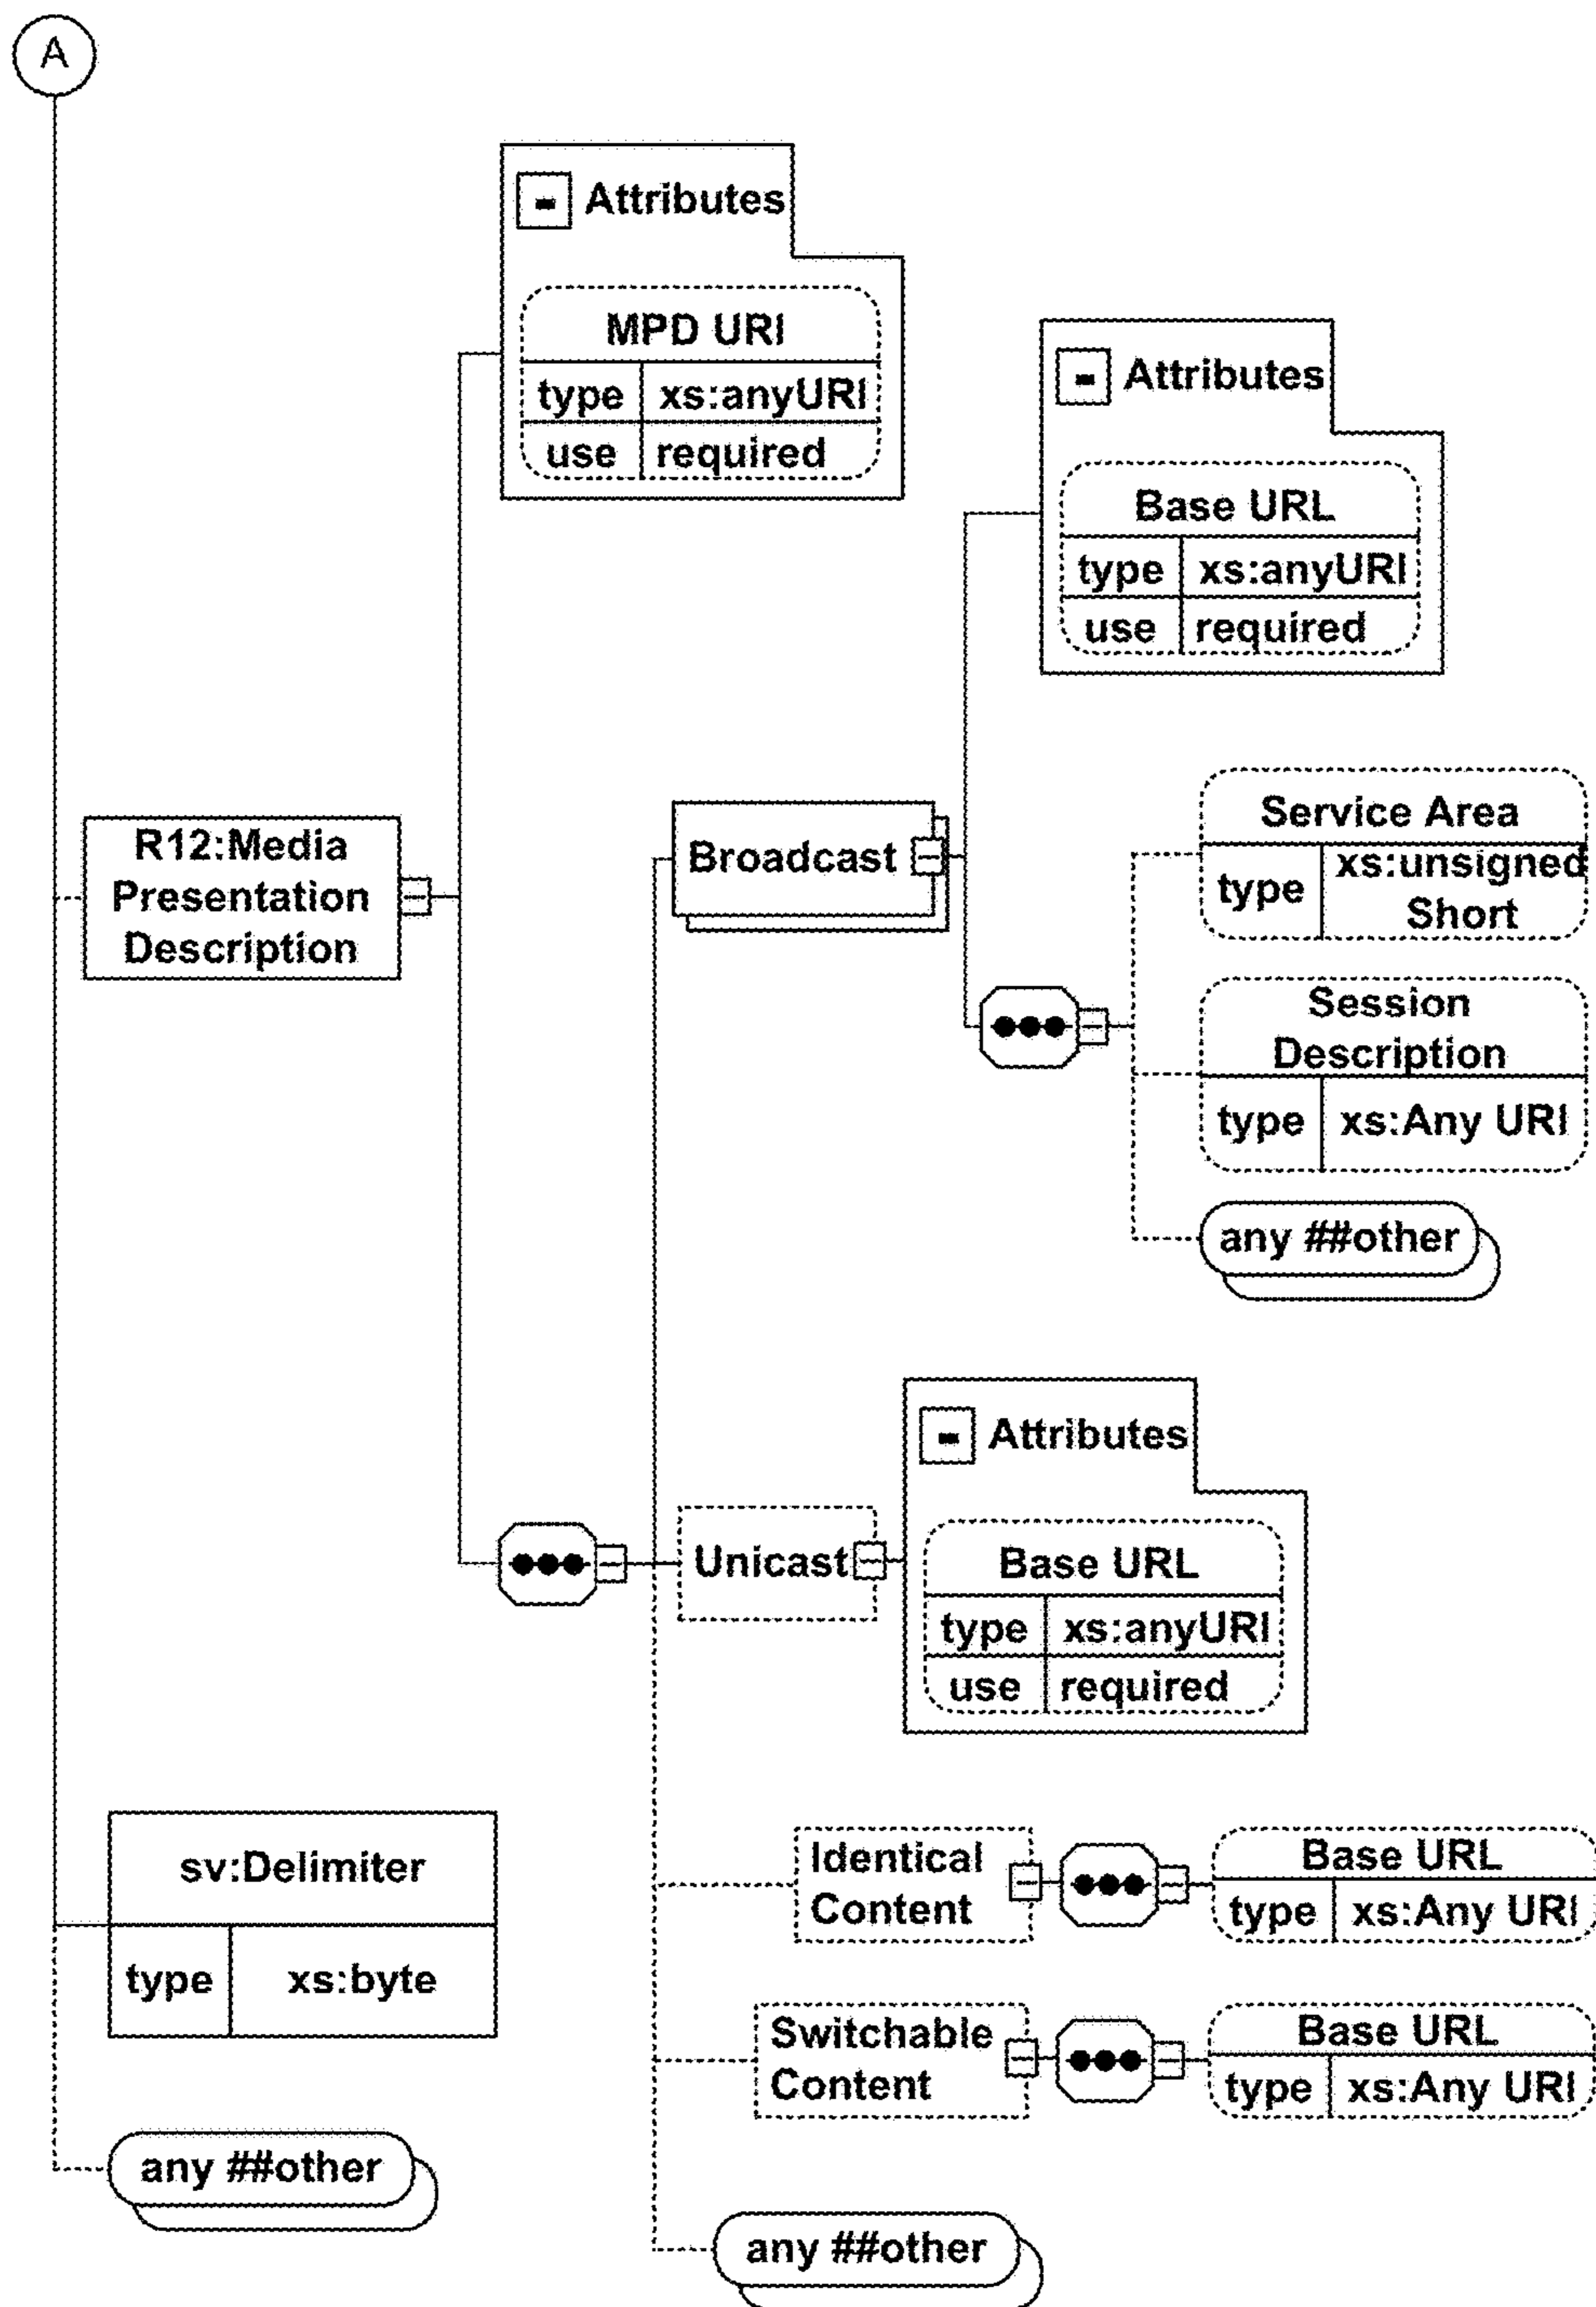 A
- Attributes
MPD URI
type xs:anyURI
use required
- Attributes
Base URL
type xs:anyURI
use required
R12:Media
Presentation
Description
Broadcast
Service Area
type xs:unsigned
Short
Session
Description
type xs:Any URI
any ##other
- Attributes
Unicast
Base URL
type xs:anyURI
use required
sv:Delimiter
type xs:byte
Identical
Content
Base URL
type xs:Any URI
Switchable
Content
Base URL
type xs:Any URI
any ##other
any ##other